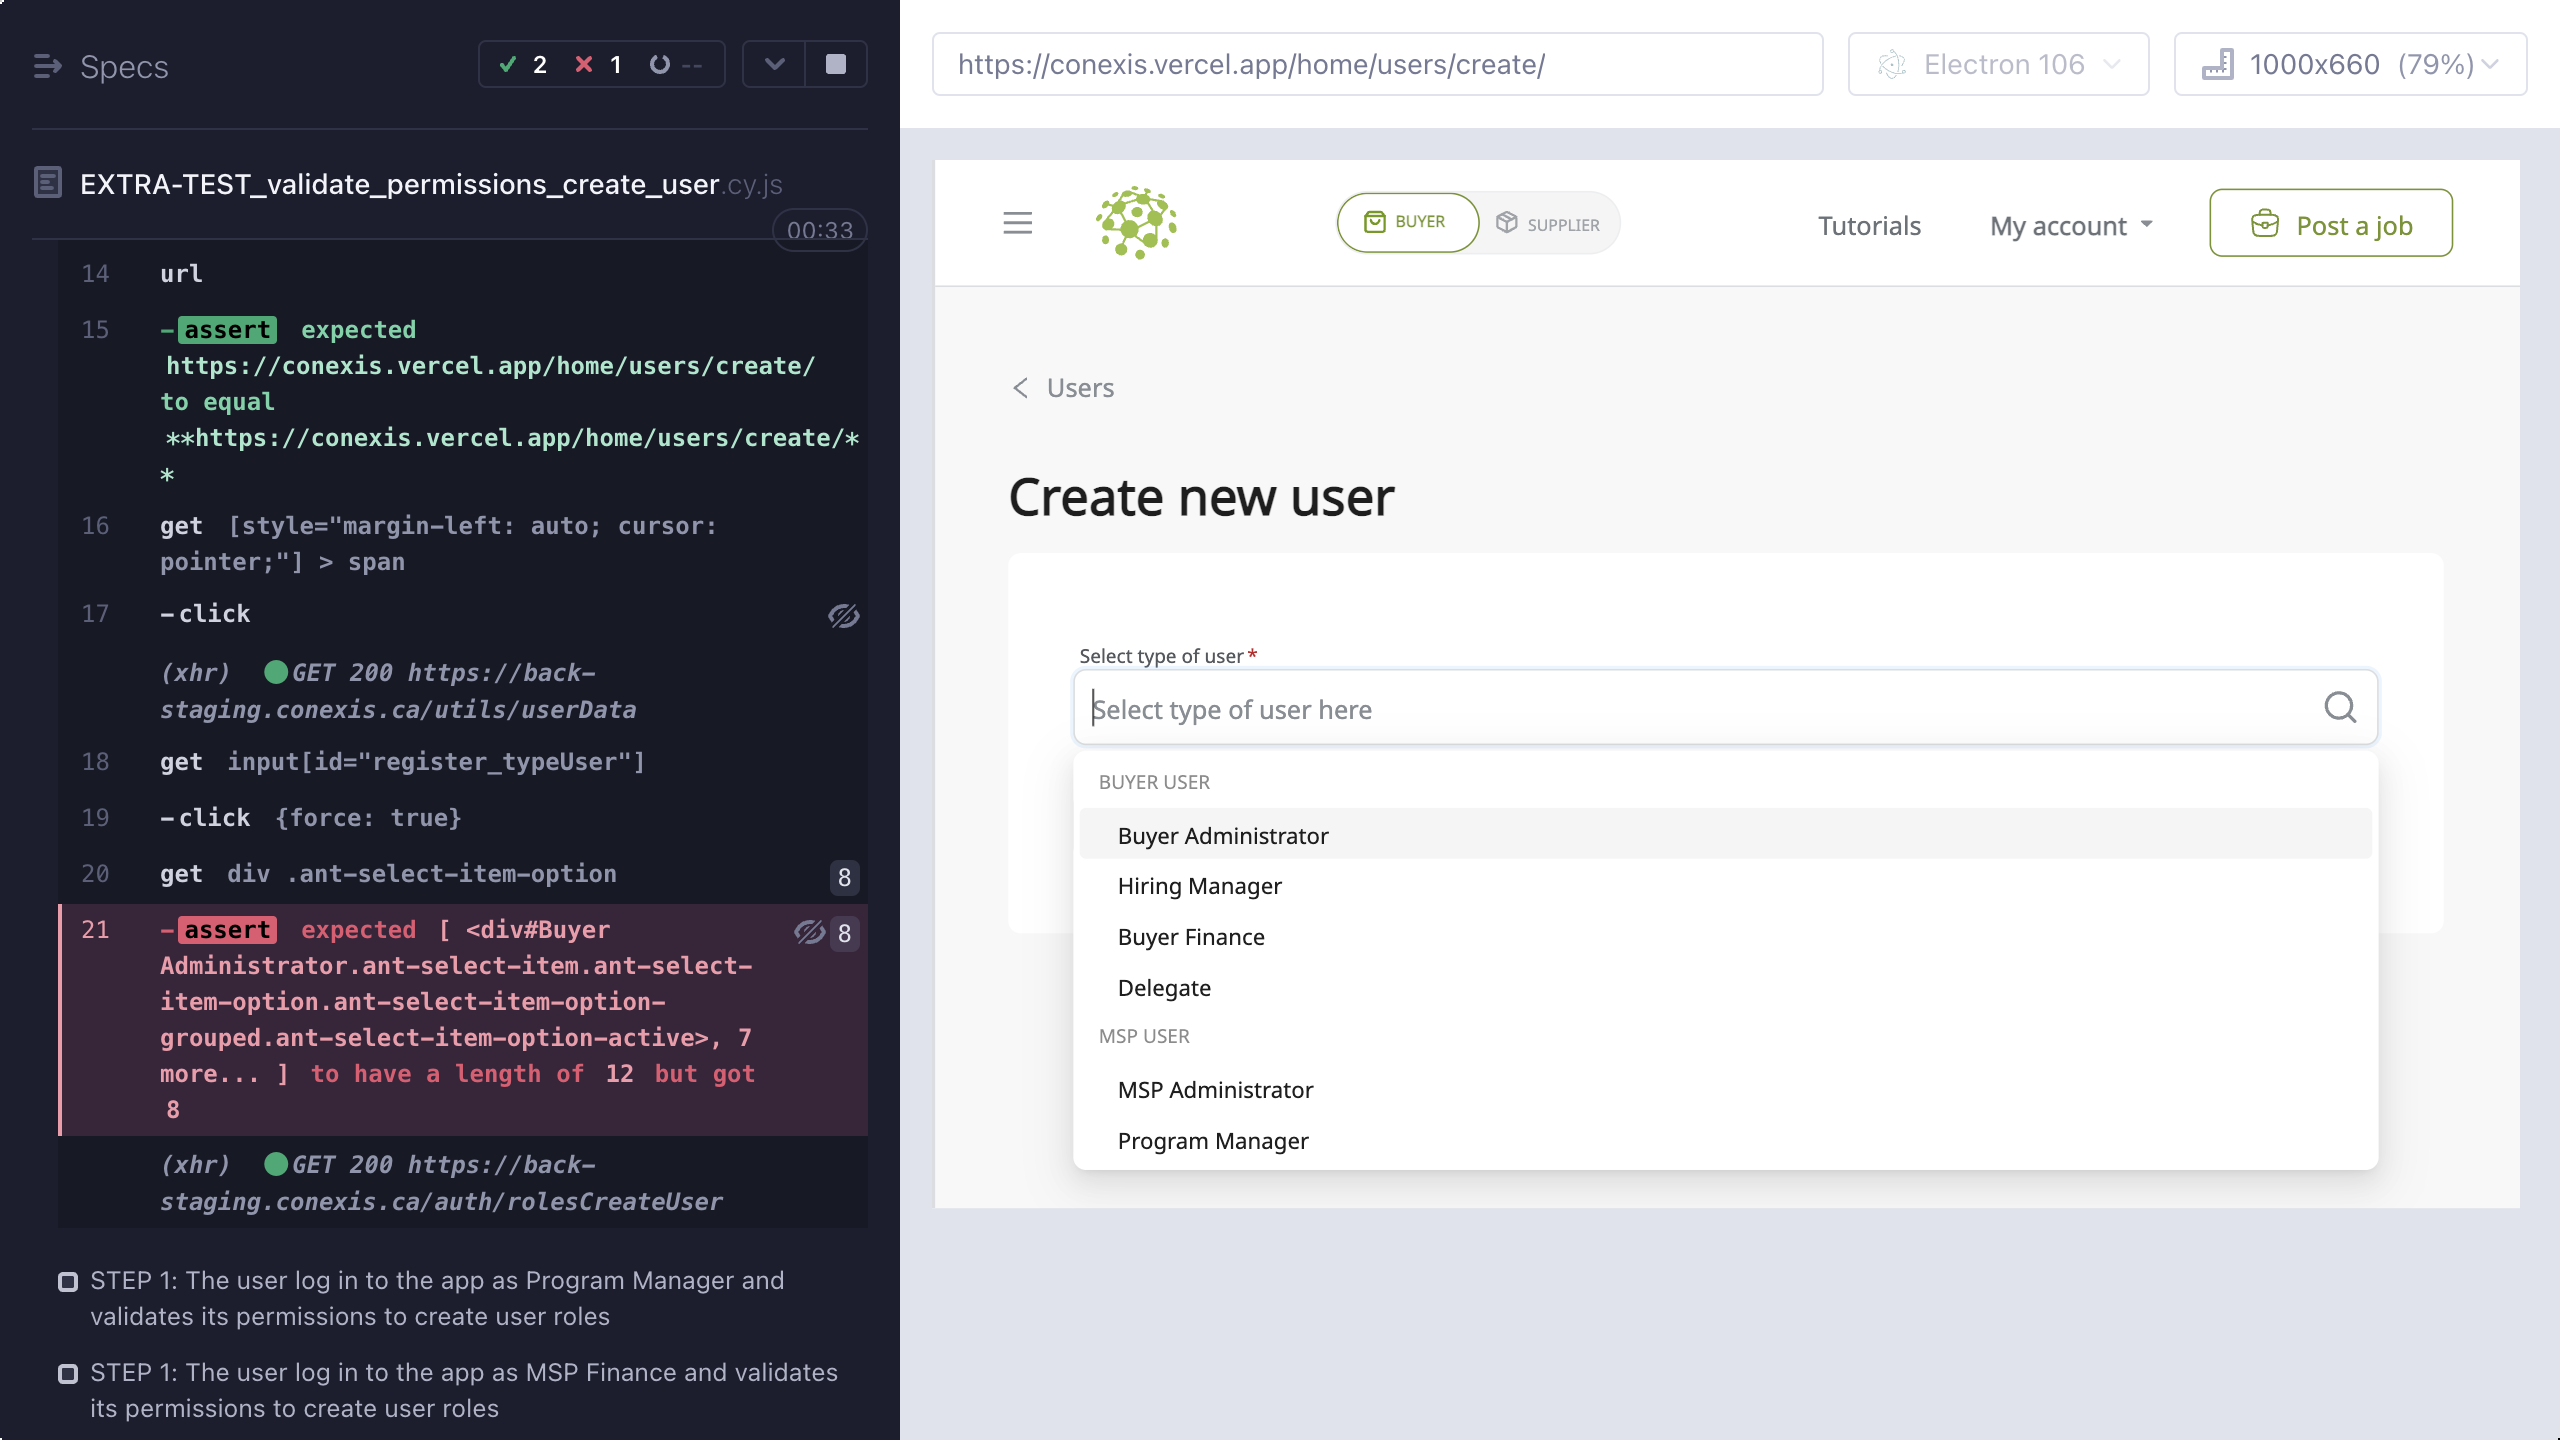 Specs
2
1
--
EXTRA-TEST_validate_permissions_create_user.cy.js
00:33
14 url
15 -assert expected
https://conexis.vercel.app/home/users/create/
to equal
**https://conexis.vercel.app/home/users/create/*
*
16 get [style="margin-left: auto; cursor:
pointer;"] > span
17 -click
(xhr) GET 200 https://back-
staging.conexis.ca/utils/userData
18 get input[id="register_typeUser"]
19 -click {force: true}
20 get div .ant-select-item-option 8
21 -assert expected [ <div#Buyer 8
Administrator.ant-select-item.ant-select-
item-option.ant-select-item-option-
grouped.ant-select-item-option-active>, 7
more... ] to have a length of 12 but got
8
(xhr) GET 200 https://back-
staging.conexis.ca/auth/rolesCreateUser
STEP 1: The user log in to the app as Program Manager and
validates its permissions to create user roles
STEP 1: The user log in to the app as MSP Finance and validates
its permissions to create user roles
https://conexis.vercel.app/home/users/create/
Electron 106
1000x660 (79%)
BUYER
SUPPLIER
Tutorials
My account
Post a job
Users
Create new user
Select type of user*
Select type of user here
BUYER USER
Buyer Administrator
Hiring Manager
Buyer Finance
Delegate
MSP USER
MSP Administrator
Program Manager